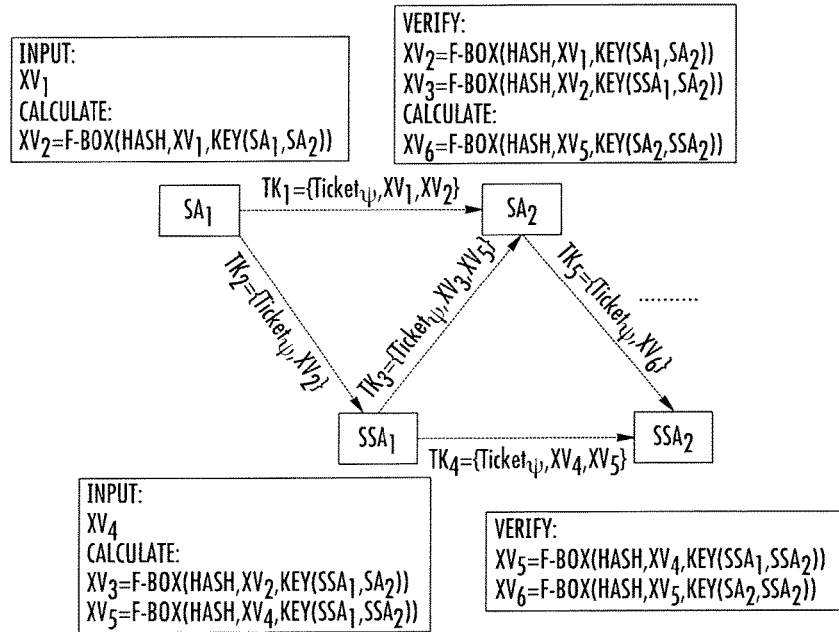 INPUT:
XV1
CALCULATE:
XV2=F-BOX(HASH,XV1,KEY(SA1,SA2))
VERIFY:
XV2=F-BOX(HASH,XV1,KEY(SA1,SA2))
XV3=F-BOX(HASH,XV2,KEY(SSA1,SA2))
CALCULATE:
XV6=F-BOX(HASH,XV5,KEY(SA2,SSA2))
SA1
TK1={Ticketψ,XV1,XV2}
SA2
TK2={Ticketψ,XV2}
TK3={Ticketψ,XV3,XV5}
TK5={Ticketψ,XV6}
..........
SSA1
TK4={Ticketψ,XV4,XV5}
SSA2
INPUT:
XV4
CALCULATE:
XV3=F-BOX(HASH,XV2,KEY(SSA1,SA2))
XV5=F-BOX(HASH,XV4,KEY(SSA1,SSA2))
VERIFY:
XV5=F-BOX(HASH,XV4,KEY(SSA1,SSA2))
XV6=F-BOX(HASH,XV5,KEY(SA2,SSA2))